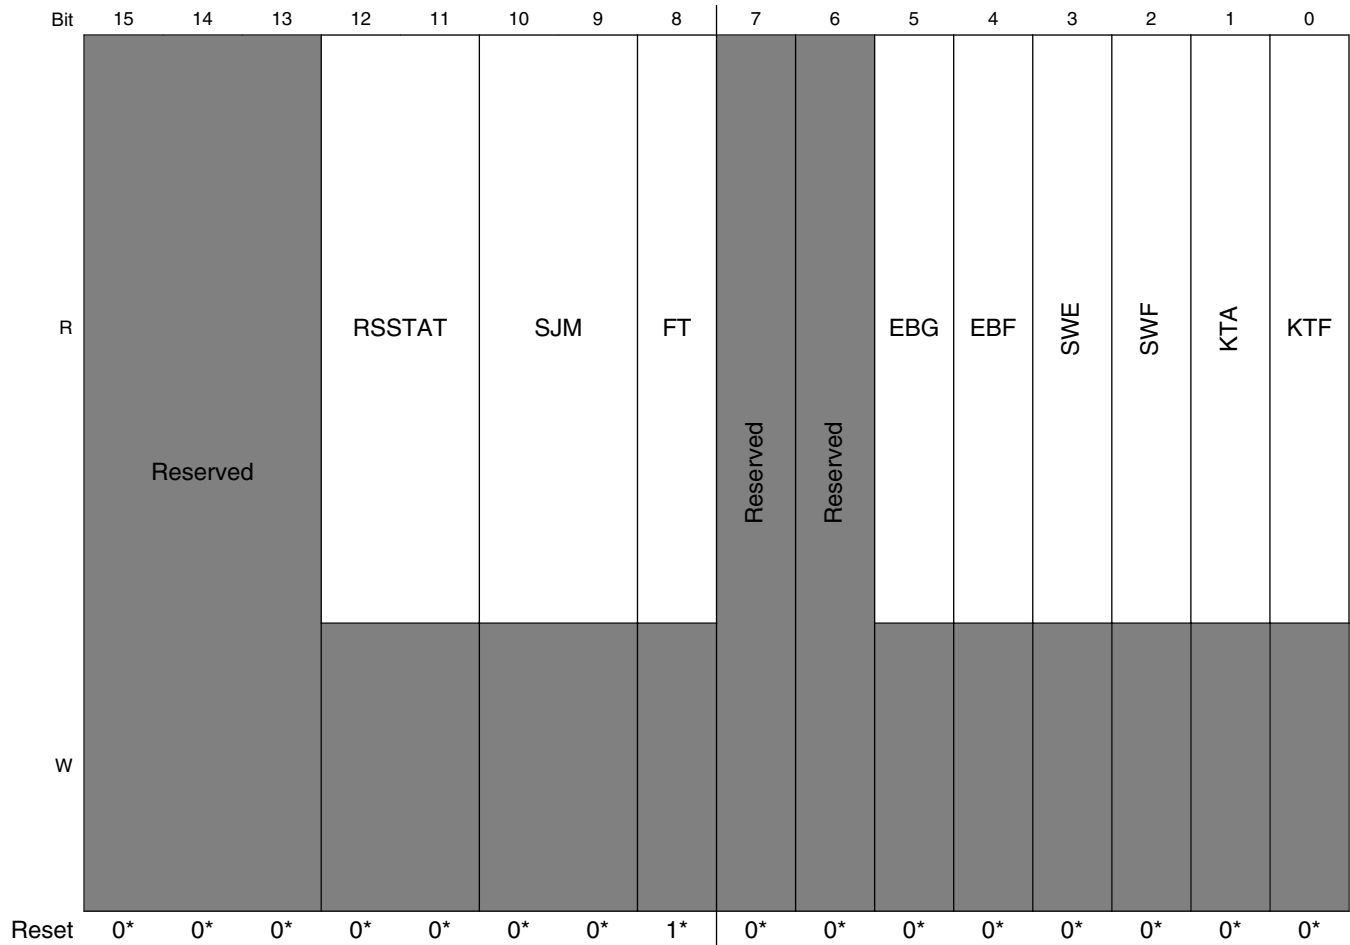 Bit 15 14 13 12 11 10 9 8 7 6 5 4 3 2 1 0
R RSSTAT SJM FT EBG EBF SWE SWF KTA KTF
Reserved Reserved Reserved
W
Reset 0* 0* 0* 0* 0* 0* 0* 1* 0* 0* 0* 0* 0* 0* 0* 0*